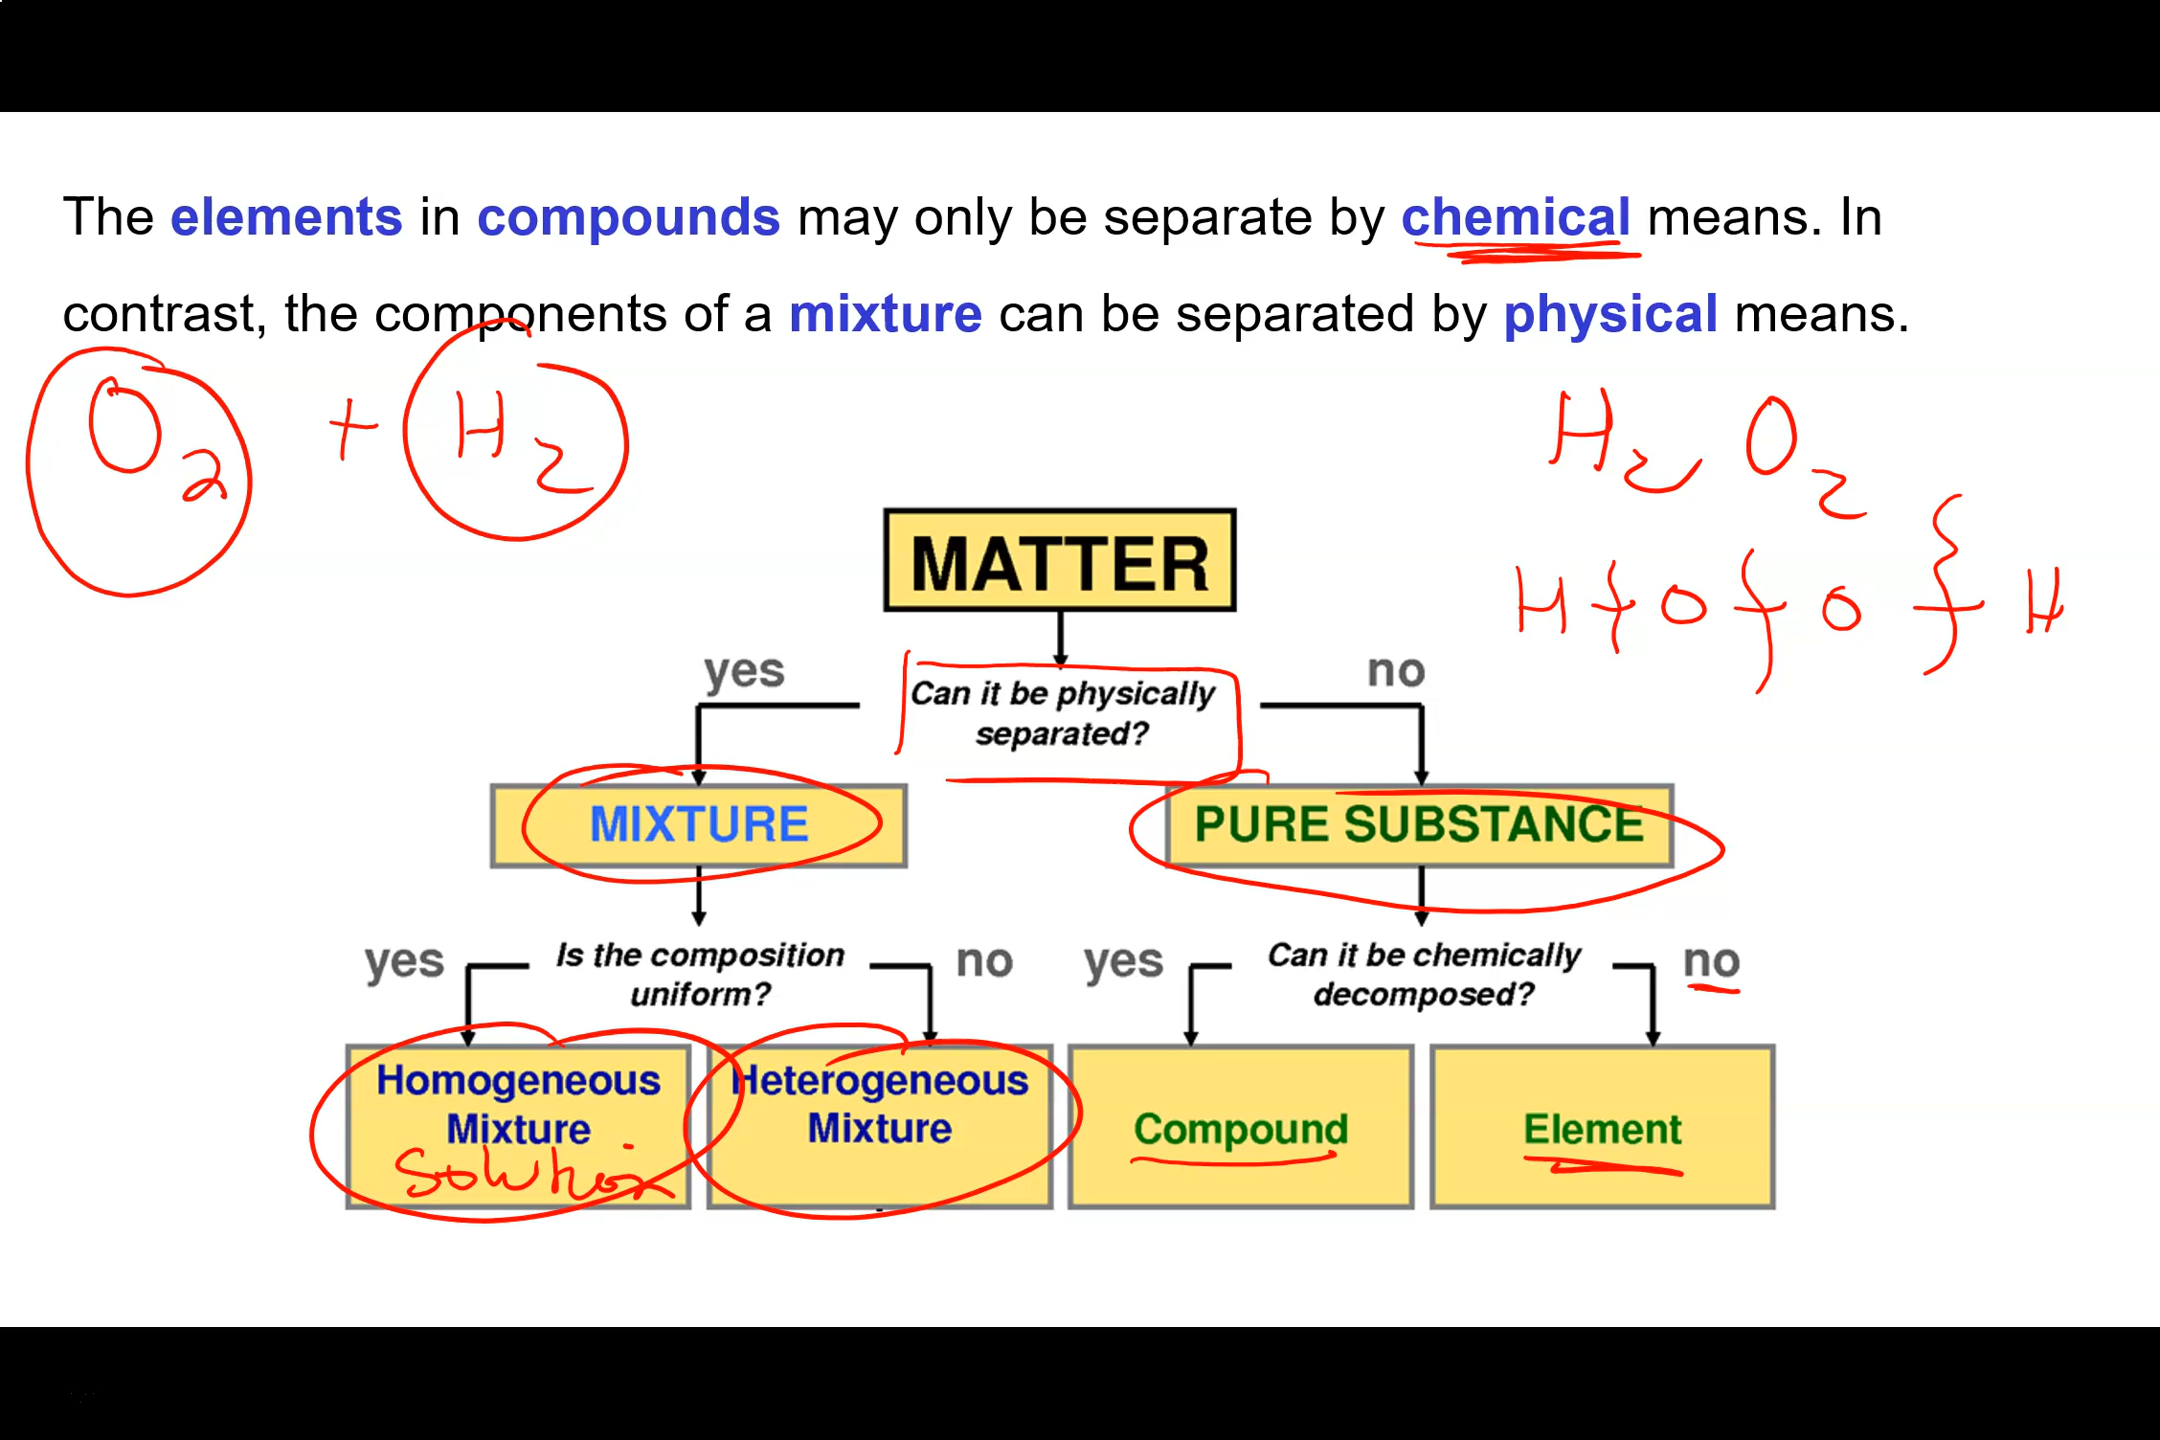 The elements in compounds may only be separate by chemical means. In
contrast, the components of a mixture can be separated by physical means.
O2 + H2
H2O2
H-O-O-H
MATTER
yes
Can it be physically
separated?
no
MIXTURE
PURE SUBSTANCE
yes
Is the composition
uniform?
no
yes
Can it be chemically
decomposed?
no
Homogeneous
Mixture
Solution
Heterogeneous
Mixture
Compound
Element